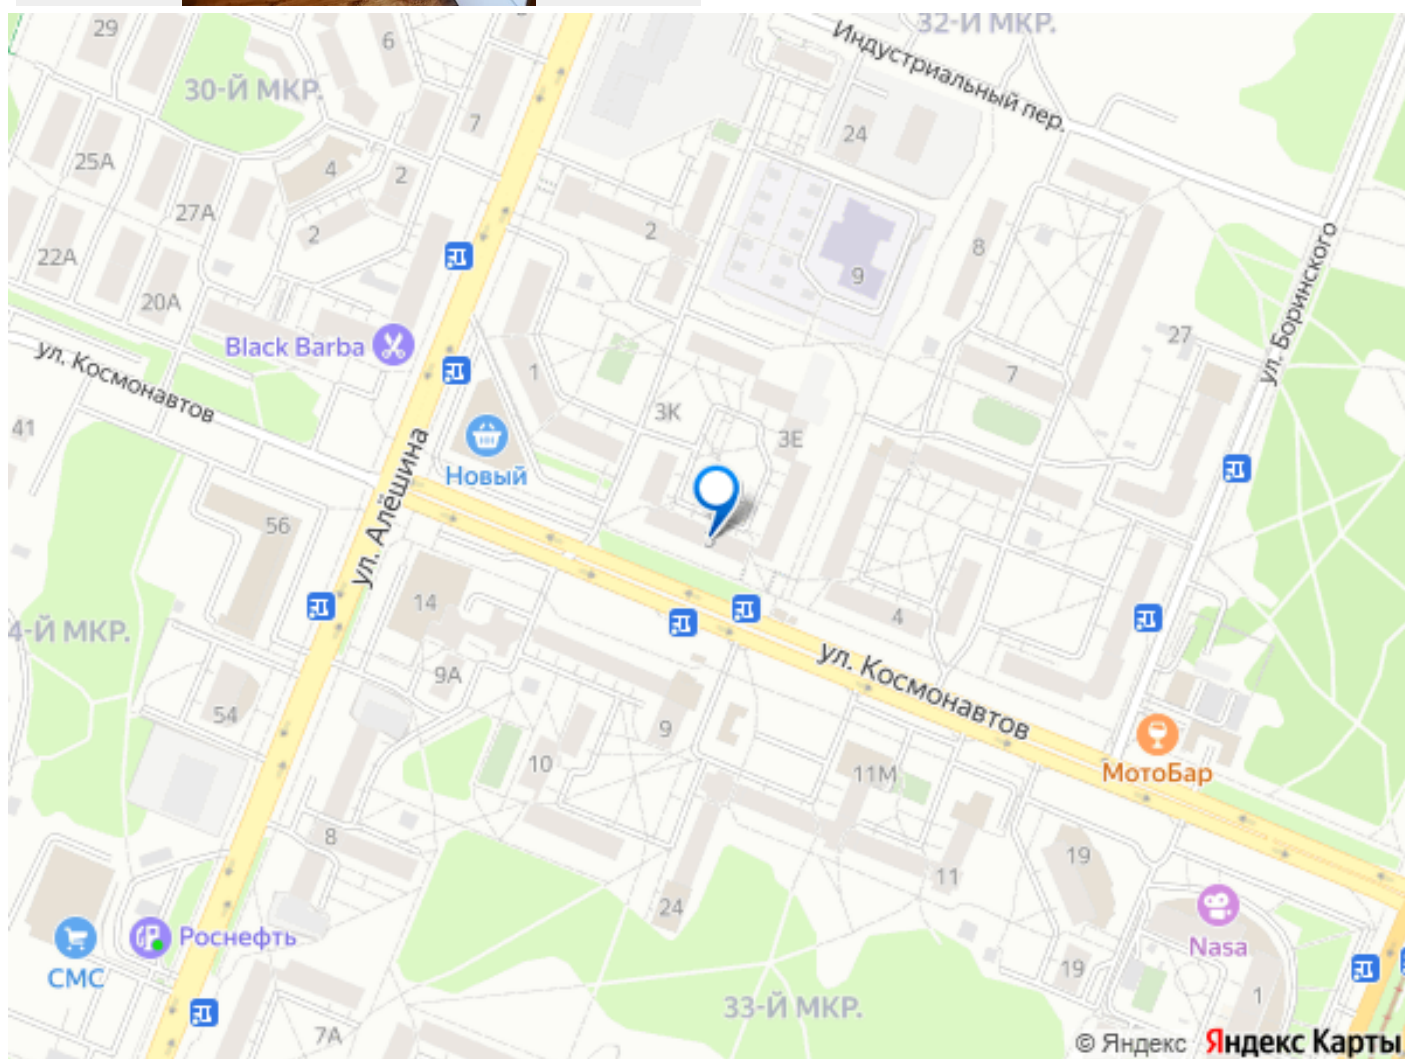 29
6
32-Й МКР.
Индустриальный пер.
30-Й МКР.
7
24
25А
4
2
27А
2
2
8
22А
9
20А
27
ул. Боринского
Black Barba
ул. Космонавтов
1
7
3К
3Е
41
Новый
ул. Алёшина
56
14
4-Й МКР.
4
ул. Космонавтов
9А
54
9
10
11М
МотоБар
8
19
11
24
Роснефть
СМС
Nasa
19
1
33-Й МКР.
7А
© Яндекс Яндекс Карты